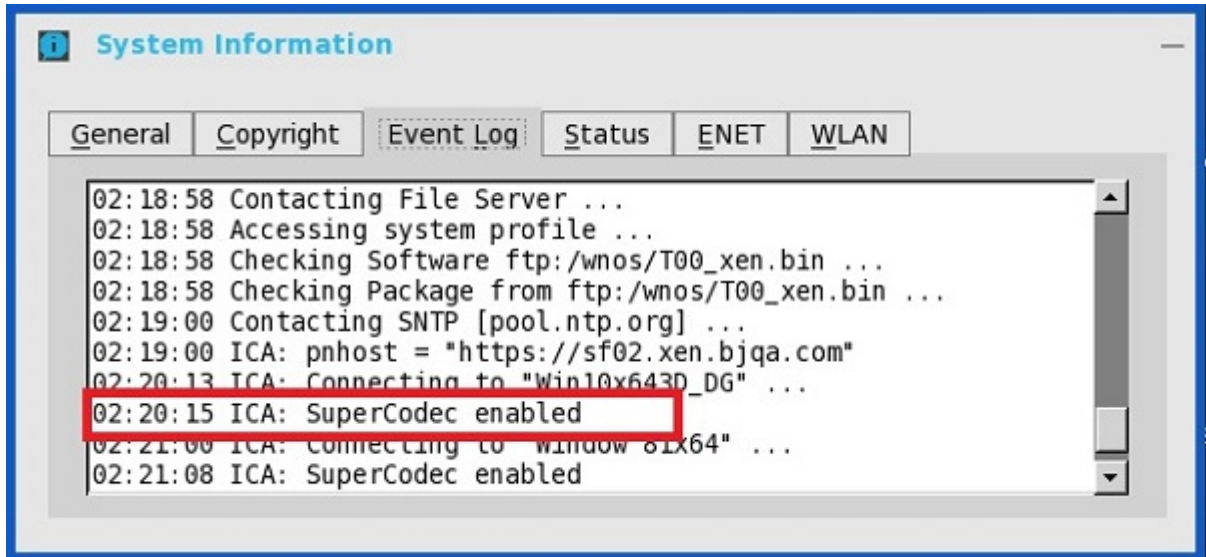 System Information
General Copyright Event Log Status ENET WLAN
02:18:58 Contacting File Server ...
02:18:58 Accessing system profile ...
02:18:58 Checking Software ftp:/wnos/T00_xen.bin ...
02:18:58 Checking Package from ftp:/wnos/T00_xen.bin ...
02:19:00 Contacting SNTP [pool.ntp.org] ...
02:19:00 ICA: pnhost = "https://sf02.xen.bjqa.com"
02:20:13 ICA: Connecting to "Win10x643D_DG" ...
02:20:15 ICA: SuperCodec enabled
02:21:00 ICA: Connecting to "Window 81x64" ...
02:21:08 ICA: SuperCodec enabled